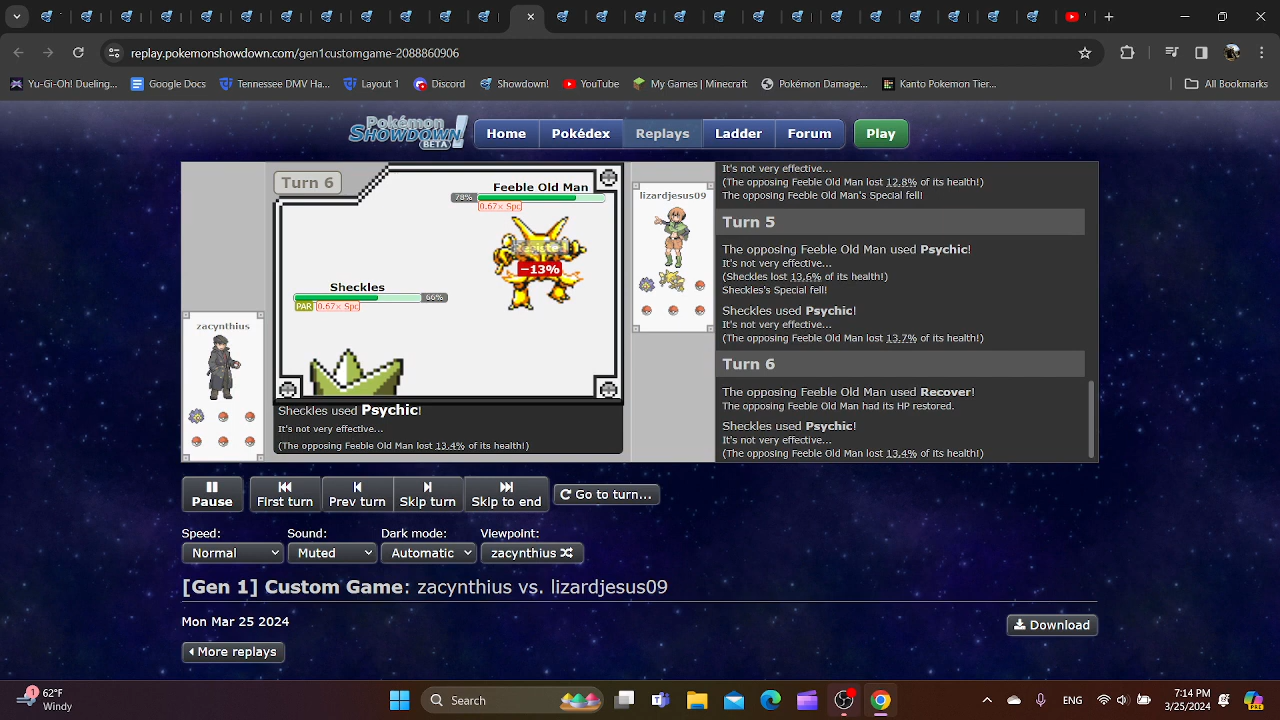 replay.pokemonshowdown.com/gen1customgame-2088860906
Yu-Gi-Oh! Dueling...
Google Docs
Tennessee DMV Ha...
Layout 1
Discord
Showdown!
YouTube
My Games | Minecraft
Pokémon Damage...
Kanto Pokemon Tier...
All Bookmarks
Pokémon
SHOWDOWN!
BETA
Home
Pokédex
Replays
Ladder
Forum
Play
Turn 6
Feeble Old Man
78%
0.67× Spc
−13%
Sheckles
66%
PAR
0.67× Spc
zacynthius
lizardjesus09
Sheckles used Psychic!
It's not very effective...
(The opposing Feeble Old Man lost 13.4% of its health!)
It's not very effective...
(The opposing Feeble Old Man lost 12.8% of its health!)
The opposing Feeble Old Man's Special fell!
Turn 5
The opposing Feeble Old Man used Psychic!
It's not very effective...
(Sheckles lost 13.6% of its health!)
Sheckles's Special fell!
Sheckles used Psychic!
It's not very effective...
(The opposing Feeble Old Man lost 13.7% of its health!)
Turn 6
The opposing Feeble Old Man used Recover!
The opposing Feeble Old Man had its HP restored.
Sheckles used Psychic!
It's not very effective...
(The opposing Feeble Old Man lost 13.4% of its health!)
Pause
First turn
Prev turn
Skip turn
Skip to end
Go to turn...
Speed:
Sound:
Dark mode:
Viewpoint:
Normal
Muted
Automatic
zacynthius
[Gen 1] Custom Game: zacynthius vs. lizardjesus09
Mon Mar 25 2024
Download
More replays
1
62°F
Windy
Search
ENG
7:14 PM
3/25/2024
PRE